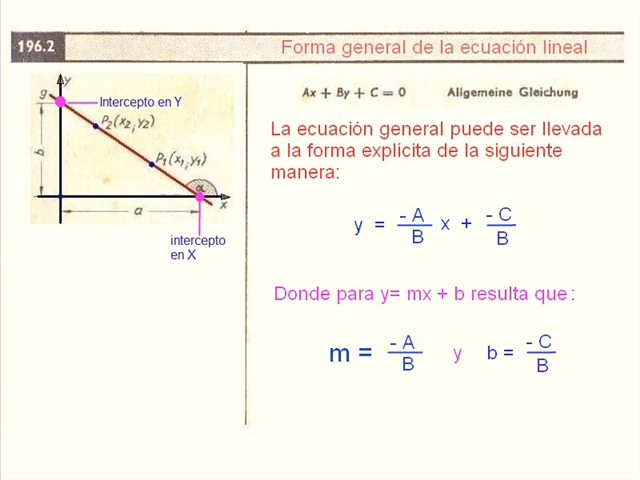 196.2
Forma general de la ecuación lineal
y
g
Intercepto en Y
P2(x2,y2)
P1(x1,y1)
b
α
x
a
intercepto
en X
Ax + By + C = 0 Allgemeine Gleichung
La ecuación general puede ser llevada
a la forma explicita de la siguiente
manera:
y = - A / B x + - C / B
Donde para y= mx + b resulta que :
m = - A / B y b = - C / B